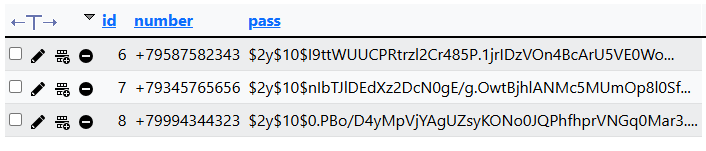 id number pass
6 +79587582343 $2y$10$I9ttWUUCPRtrzl2Cr485P.1jrIDzVOn4BcArU5VE0Wo...
7 +79345765656 $2y$10$nIbTJlDEdXz2DcN0gE/g.OwtBjhlANMc5MUmOp8l0Sf...
8 +79994344323 $2y$10$0.PBo/D4yMpVjYAgUZsyKONo0JQPhfhprVNGq0Mar3....